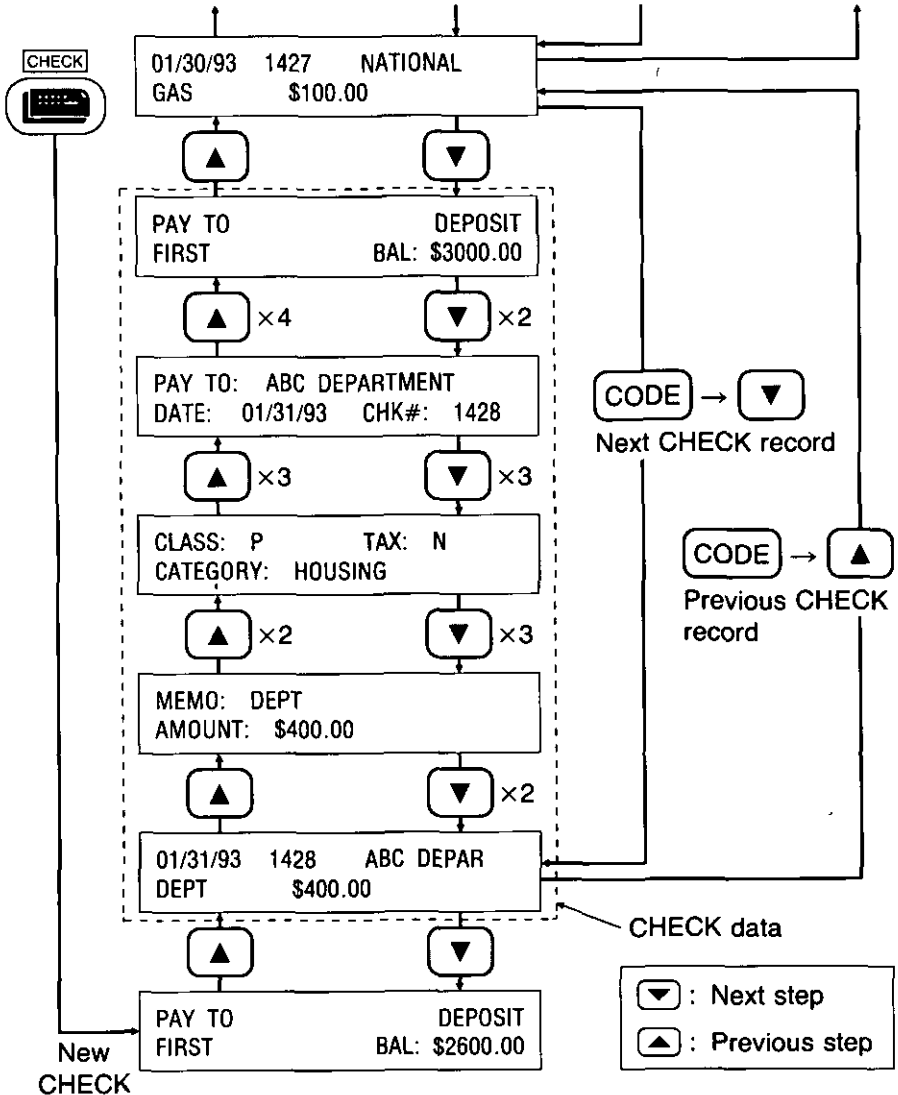 CHECK
01/30/93 1427 NATIONAL
GAS $100.00
▲ ▼
PAY TO DEPOSIT
FIRST BAL: $3000.00
▲ ×4 ▼ ×2
PAY TO: ABC DEPARTMENT
DATE: 01/31/93 CHK#: 1428
CODE → ▼
Next CHECK record
▲ ×3 ▼ ×3
CLASS: P TAX: N
CATEGORY: HOUSING
CODE → ▲
Previous CHECK
record
▲ ×2 ▼ ×3
MEMO: DEPT
AMOUNT: $400.00
▲ ▼ ×2
01/31/93 1428 ABC DEPAR
DEPT $400.00
CHECK data
▲ ▼
PAY TO DEPOSIT
FIRST BAL: $2600.00
New
CHECK
▼ : Next step
▲ : Previous step